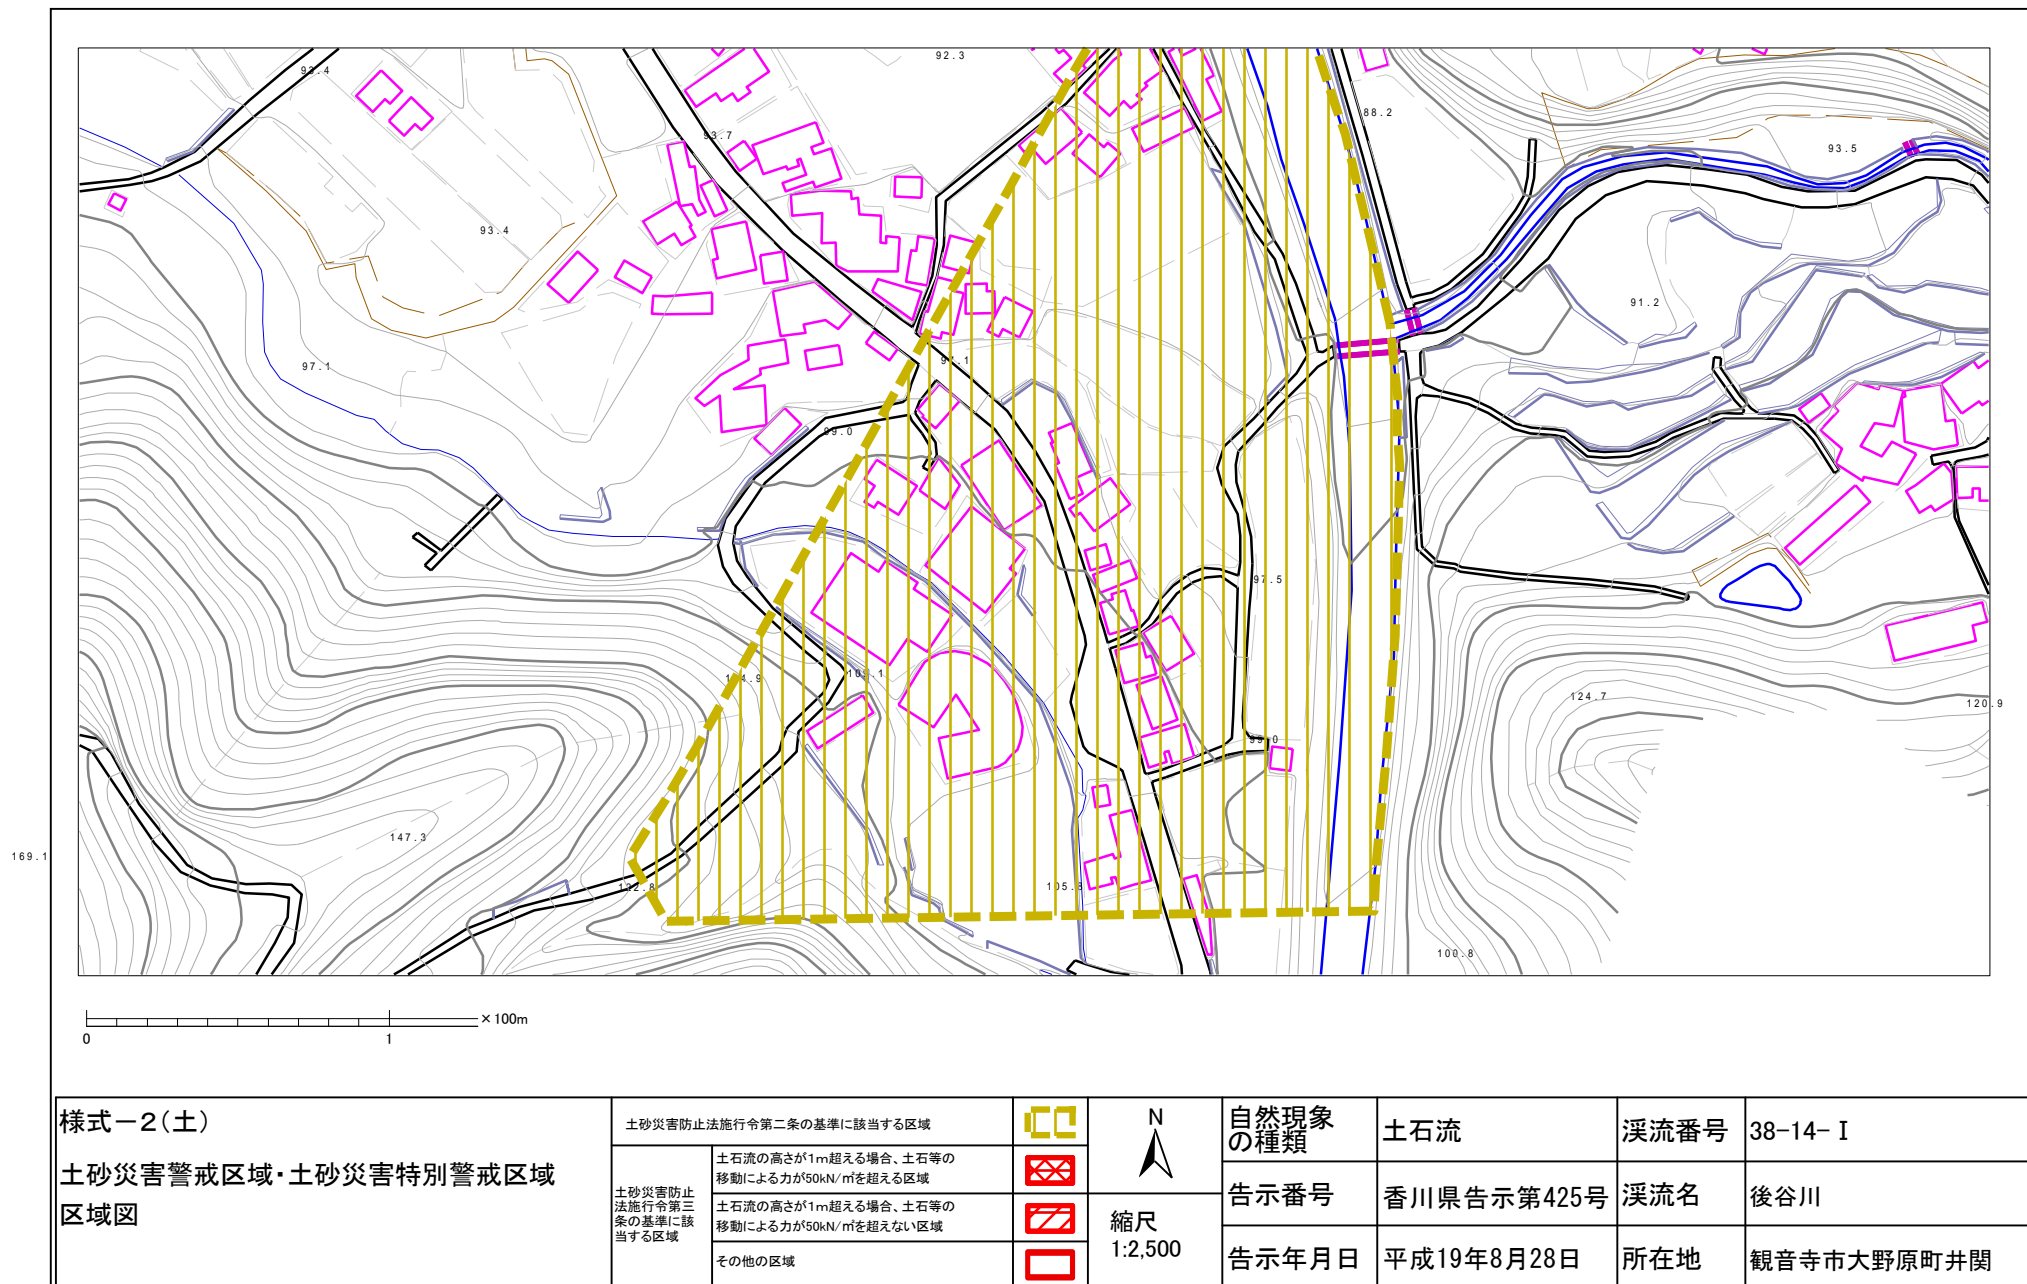 92.3
93.4
88.2
93.7
93.5
93.4
91.2
97.1
97.1
99.0
97.5
124.7
120.9
99.0
147.3
169.1
122.8
105.8
100.8
×100m
0 1
様式－2(土)
土砂災害警戒区域・土砂災害特別警戒区域
区域図
土砂災害防止法施行令第二条の基準に該当する区域
土砂災害防止
法施行令第三
条の基準に該
当する区域
土石流の高さが1m超える場合、土石等の
移動による力が50kN/㎡を超える区域
土石流の高さが1m超える場合、土石等の
移動による力が50kN/㎡を超えない区域
その他の区域
N
縮尺
1:2,500
自然現象
の種類
土石流
渓流番号
38-14-Ⅰ
告示番号
香川県告示第425号
渓流名
後谷川
告示年月日
平成19年8月28日
所在地
観音寺市大野原町井関